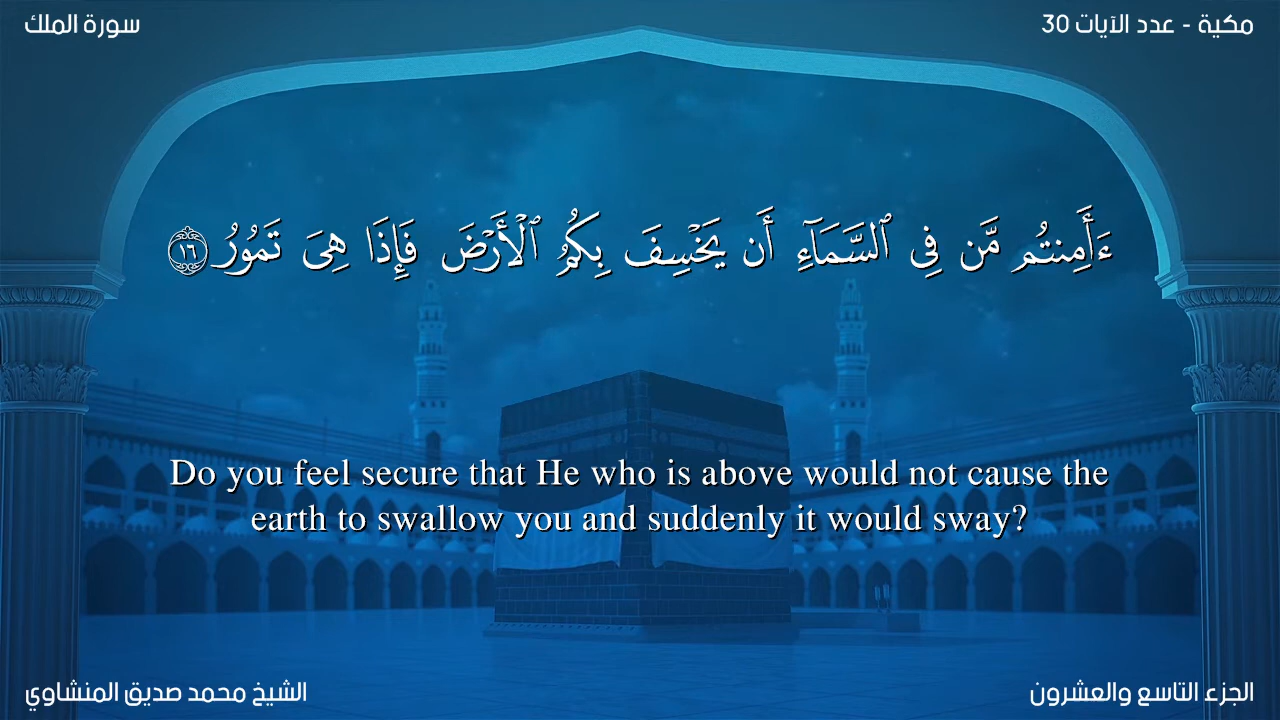 سورة الملك
مكية - عدد الآيات 30
ءَأَمِنتُم مَّن فِى ٱلسَّمَآءِ أَن يَخْسِفَ بِكُمُ ٱلْأَرْضَ فَإِذَا هِىَ تَمُورُ ١٦
Do you feel secure that He who is above would not cause the
earth to swallow you and suddenly it would sway?
الشيخ محمد صديق المنشاوي
الجزء التاسع والعشرون